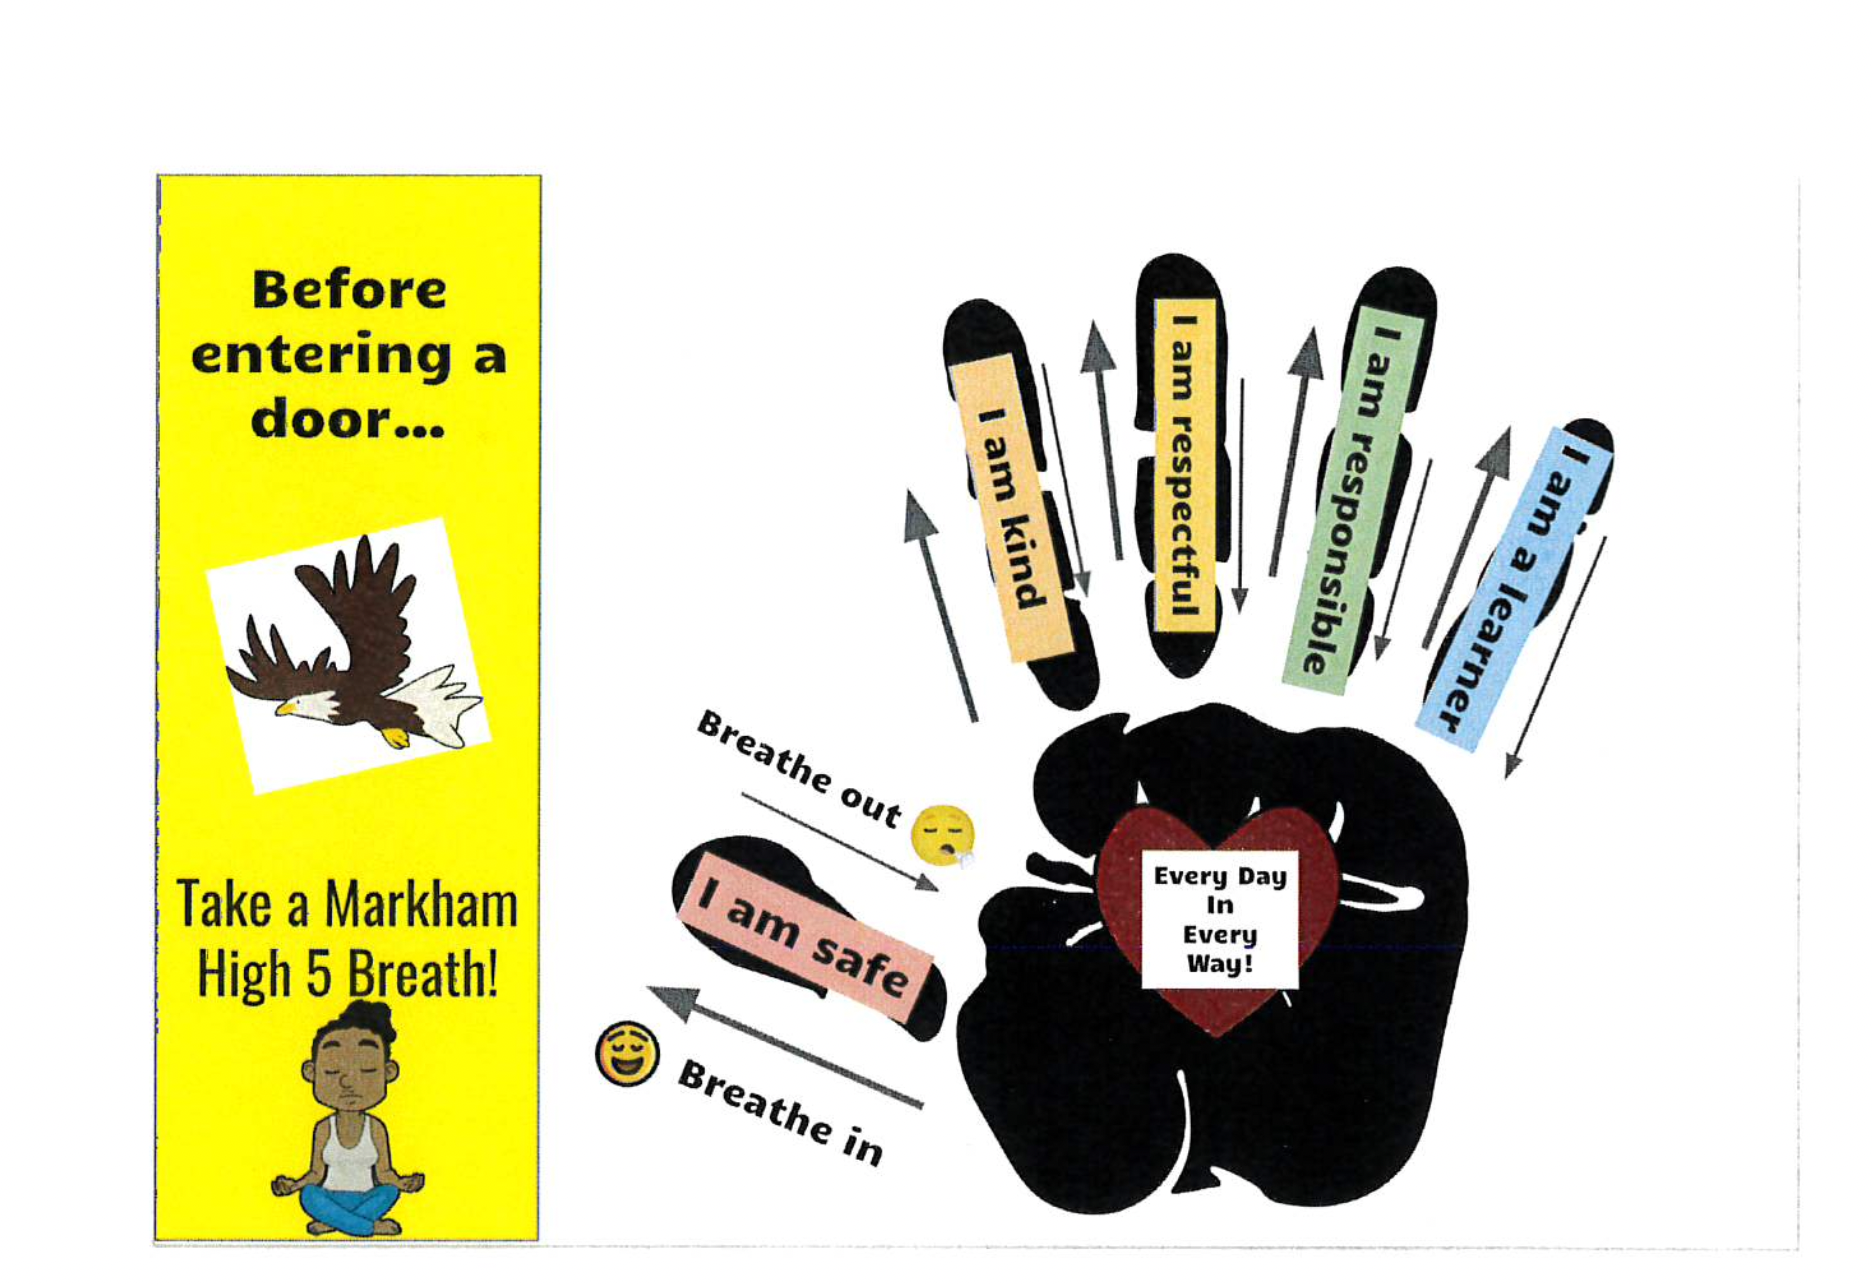 Before
entering a
door...
Take a Markham
High 5 Breath!
Breathe out
I am safe
Breathe in
I am kind
I am respectful
I am responsible
I am a learner
Every Day
In
Every
Way!